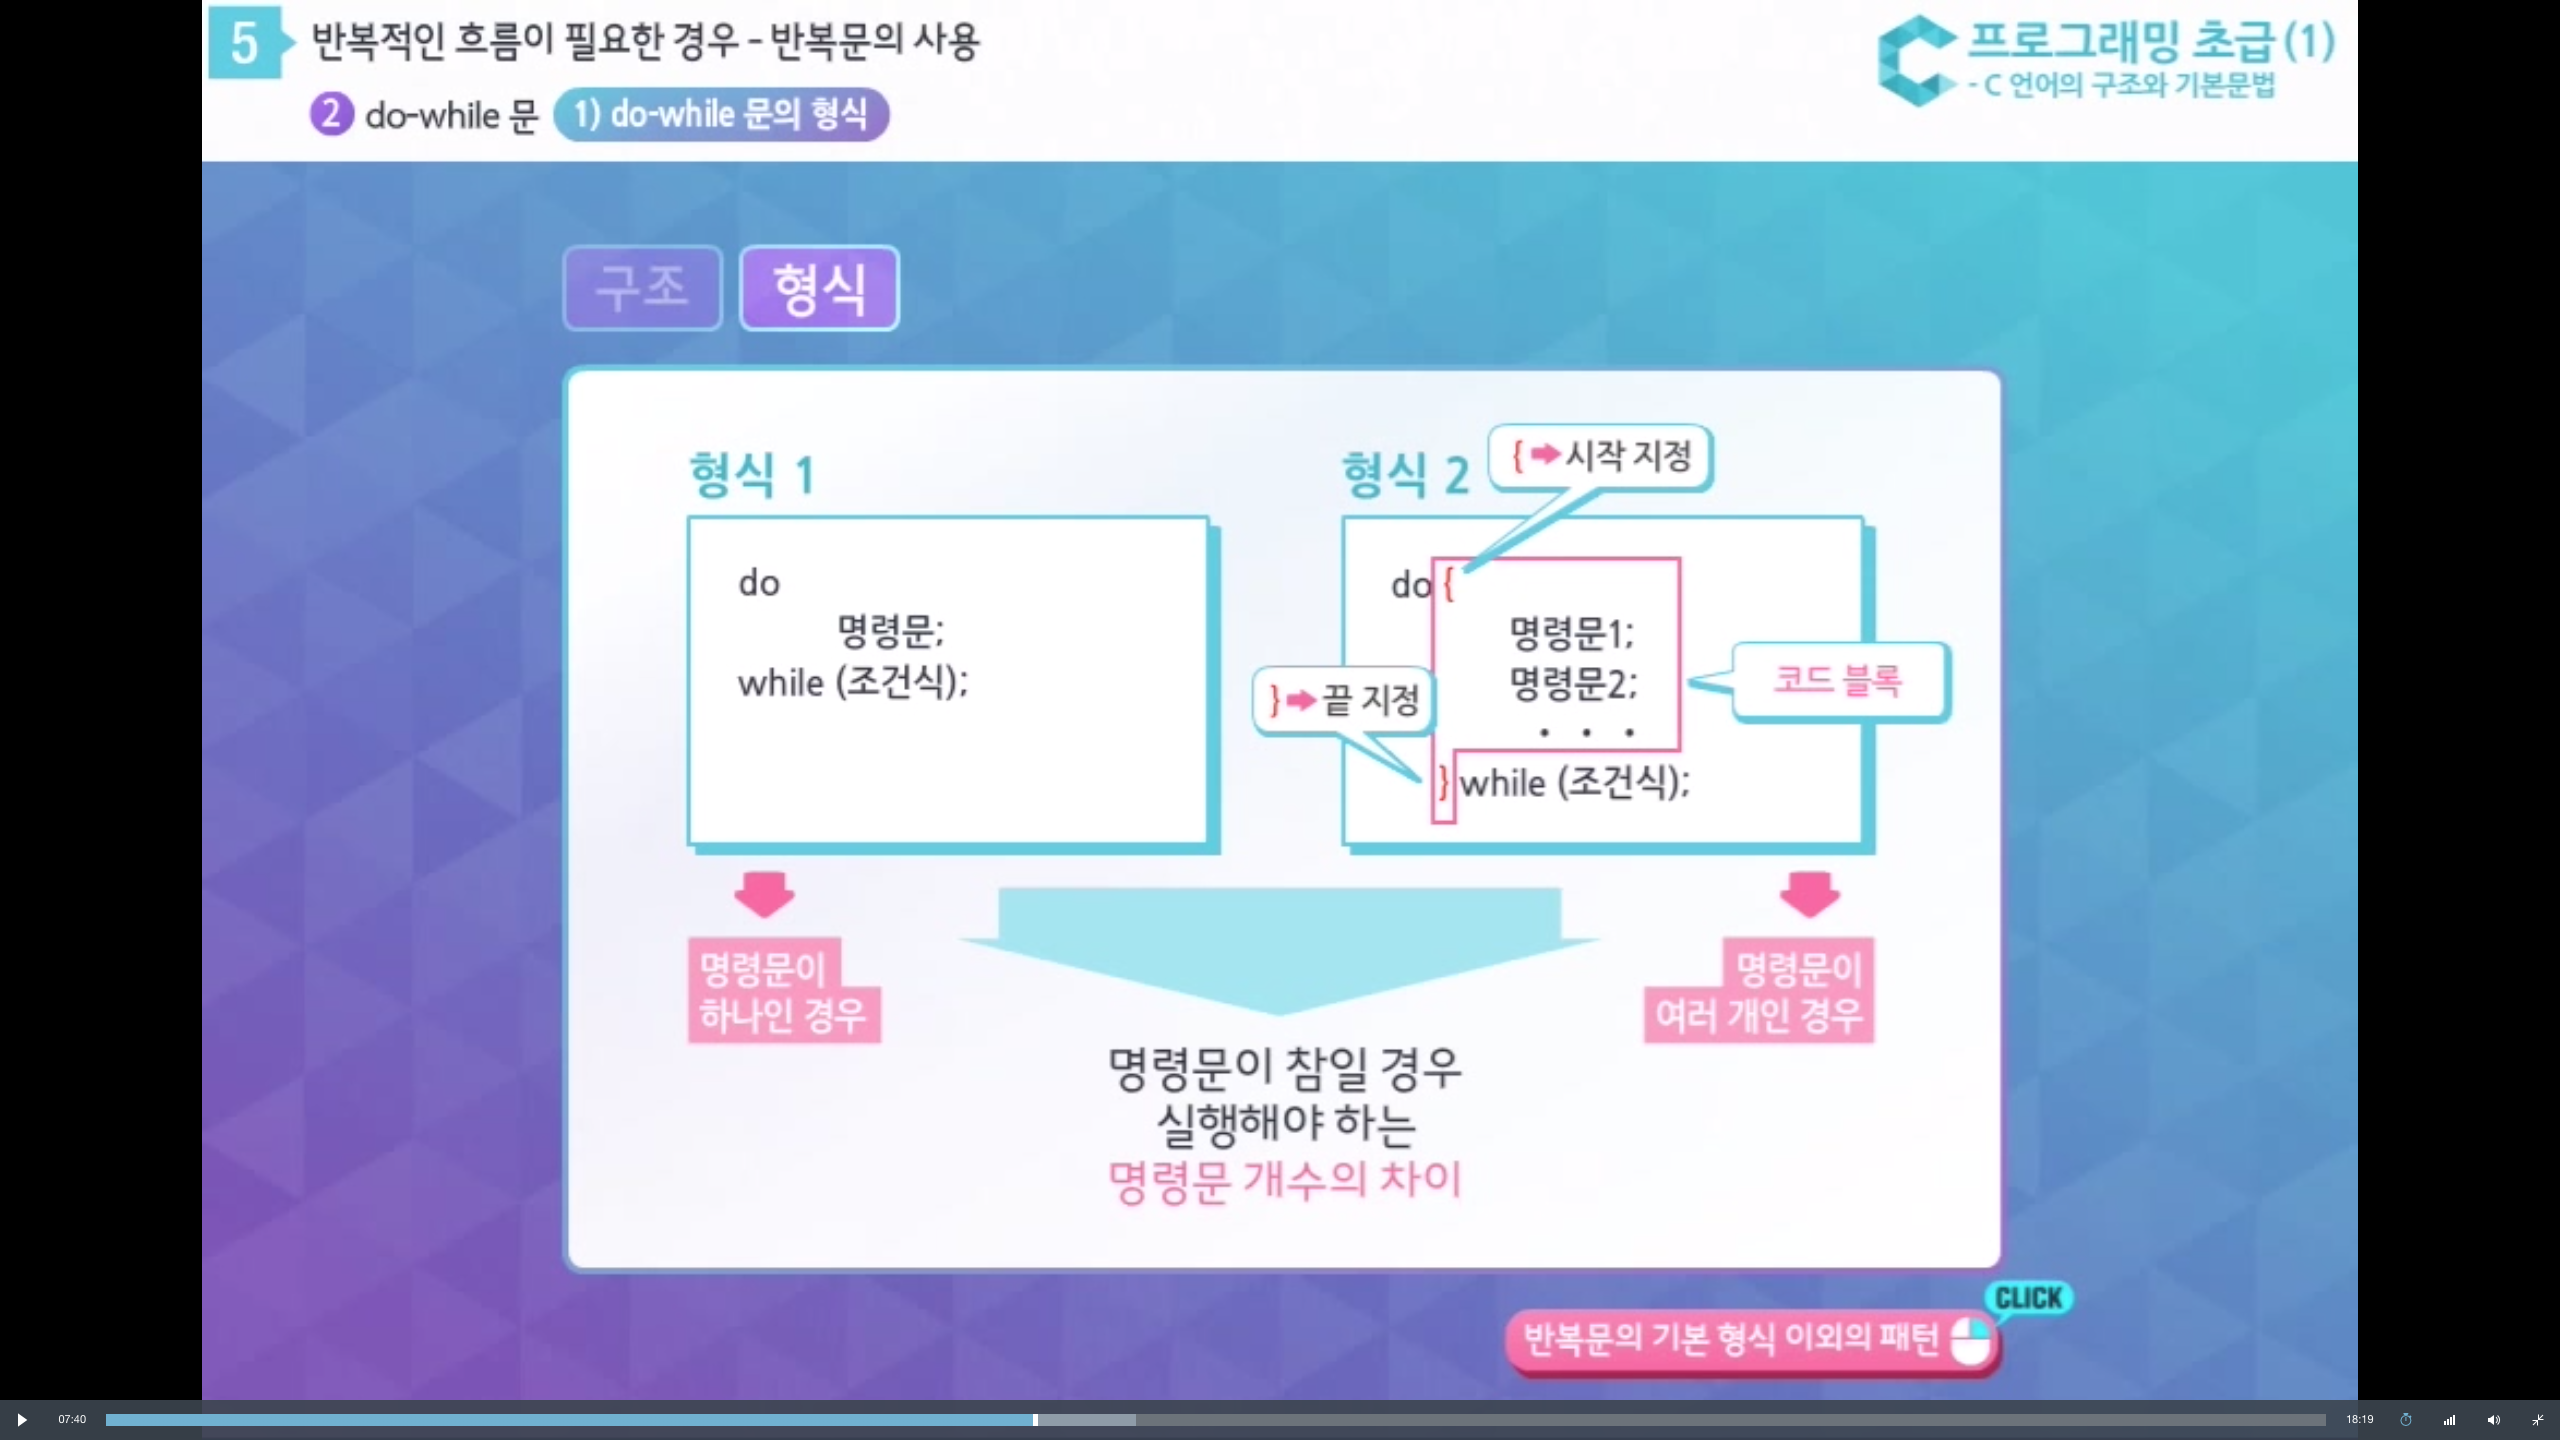 5 반복적인 흐름이 필요한 경우 - 반복문의 사용
2 do-while 문 1) do-while 문의 형식
C 프로그래밍 초급(1)
- C 언어의 구조와 기본문법
구조
형식
형식 1
do
명령문;
while (조건식);
명령문이
하나인 경우
형식 2
{ ➡ 시작 지정
do {
명령문1;
명령문2;
. . .
} while (조건식);
} ➡ 끝 지정
코드 블록
명령문이
여러 개인 경우
명령문이 참일 경우
실행해야 하는
명령문 개수의 차이
CLICK
반복문의 기본 형식 이외의 패턴
07:40
18:19